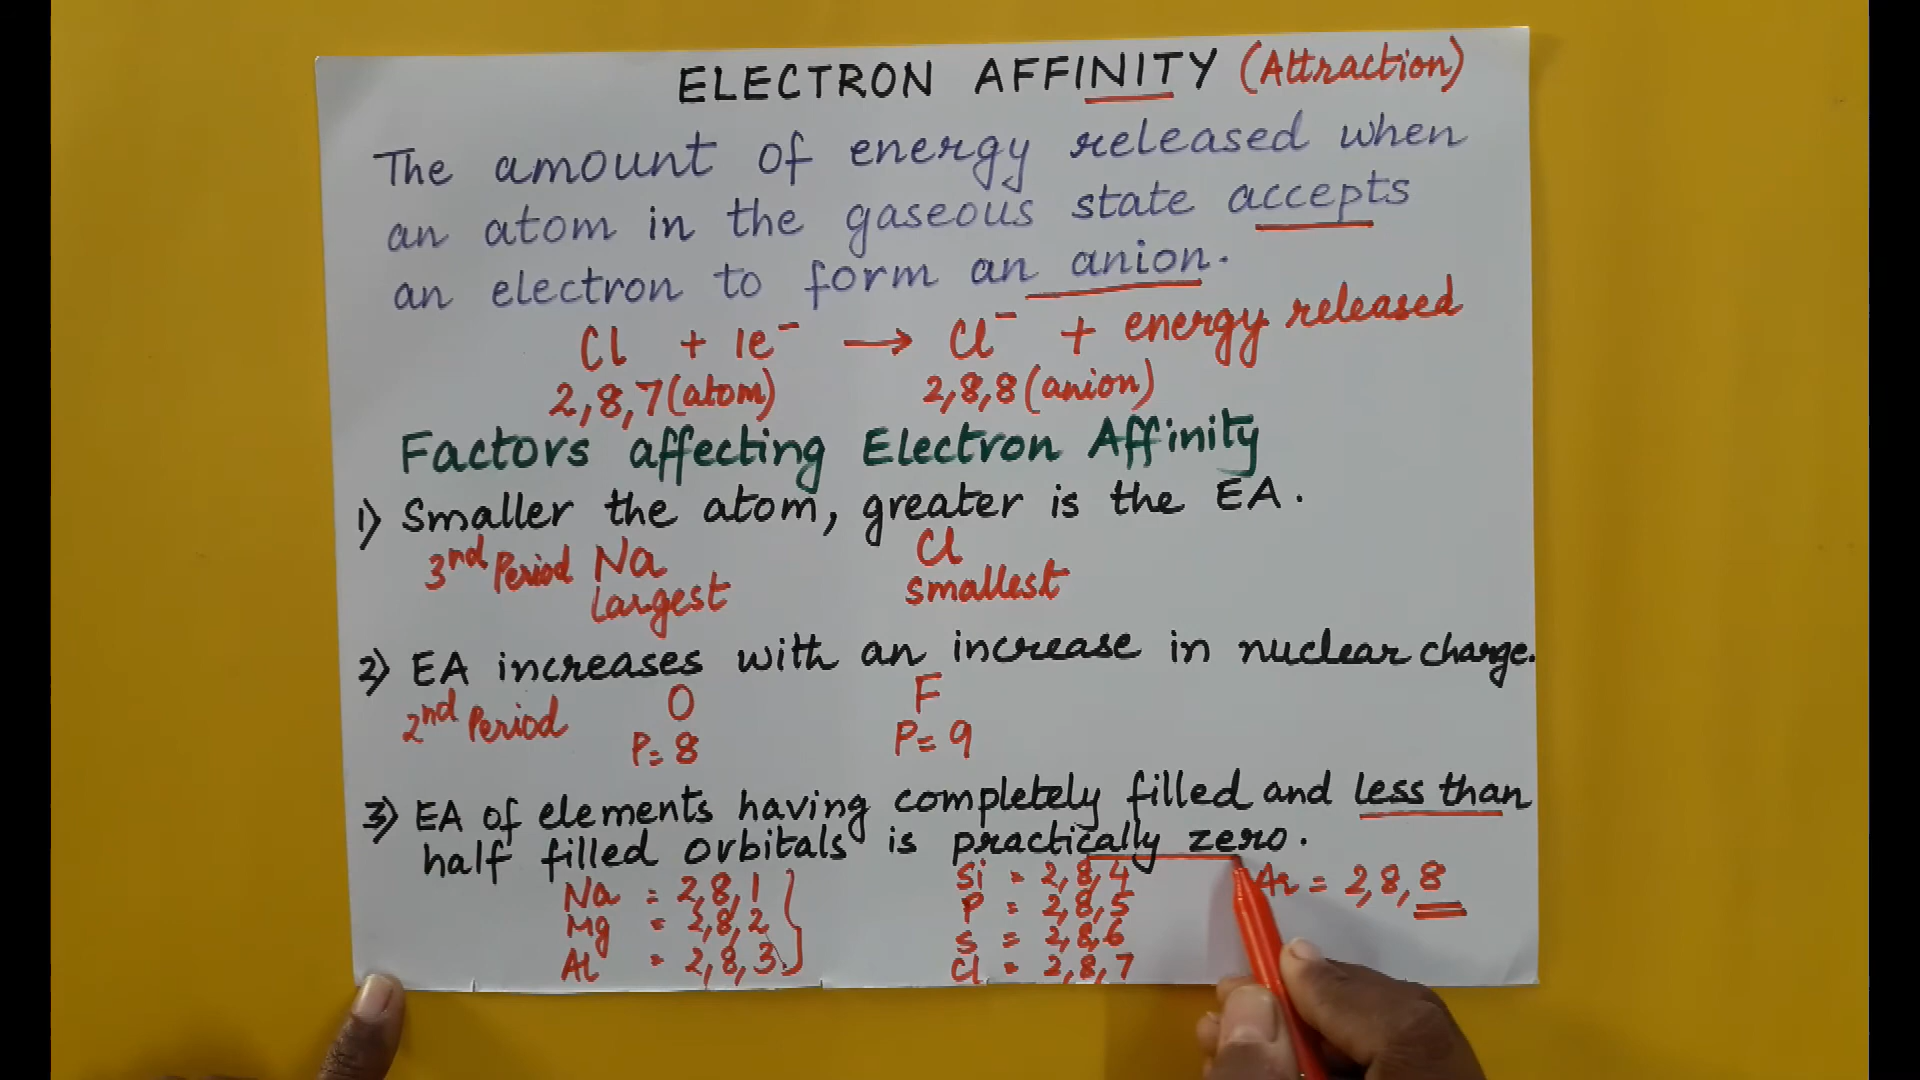 ELECTRON AFFINITY (Attraction)
The amount of energy released when
an atom in the gaseous state accepts
an electron to form an anion.
Cl + 1e⁻ → Cl⁻ + energy released
2,8,7(atom) 2,8,8(anion)
Factors affecting Electron Affinity
1) Smaller the atom, greater is the EA.
3nd Period Na Cl
largest smallest
2) EA increases with an increase in nuclear charge.
2nd Period O F
P=8 P=9
3) EA of elements having completely filled and less than
half filled orbitals is practically zero.
Na = 2,8,1 Si = 2,8,4 Ar = 2,8,8
Mg = 2,8,2 P = 2,8,5
Al = 2,8,3 S = 2,8,6
Cl = 2,8,7